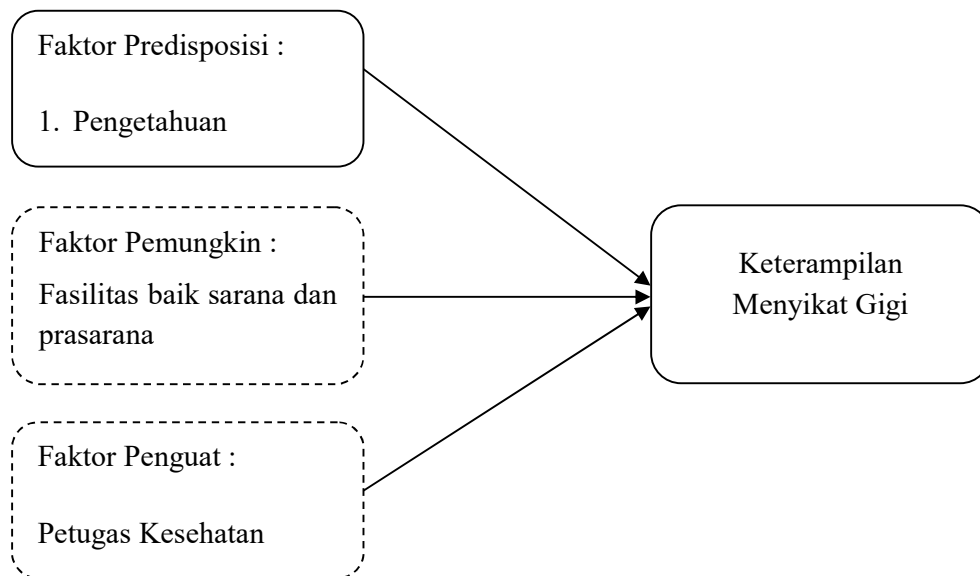 Faktor Predisposisi :
1. Pengetahuan
Faktor Pemungkin :
Fasilitas baik sarana dan
prasarana
Faktor Penguat :
Petugas Kesehatan
Keterampilan
Menyikat Gigi